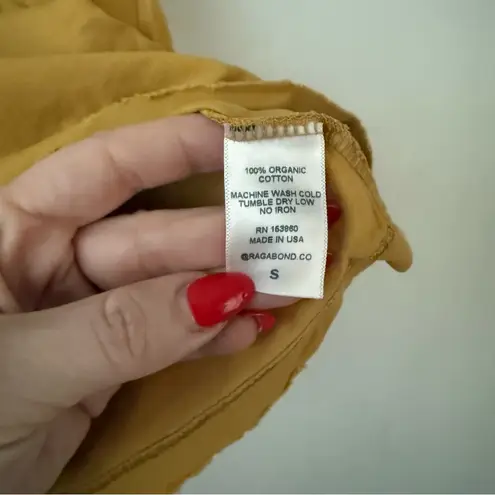 100% ORGANIC
COTTON
MACHINE WASH COLD
TUMBLE DRY LOW
NO IRON
RN 163960
MADE IN USA
@RAGABOND.CO
S